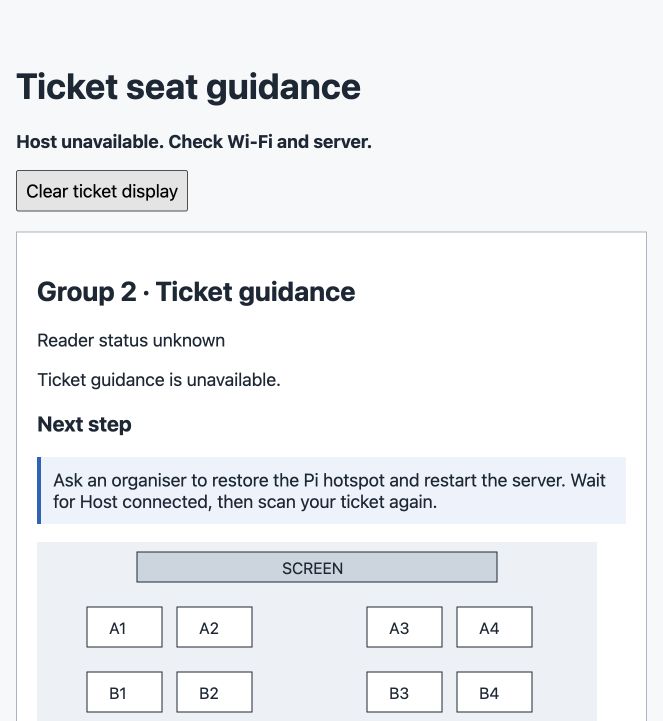 Ticket seat guidance
Host unavailable. Check Wi-Fi and server.
Clear ticket display
Group 2 · Ticket guidance
Reader status unknown
Ticket guidance is unavailable.
Next step
Ask an organiser to restore the Pi hotspot and restart the server. Wait
for Host connected, then scan your ticket again.
SCREEN
A1 A2 A3 A4
B1 B2 B3 B4